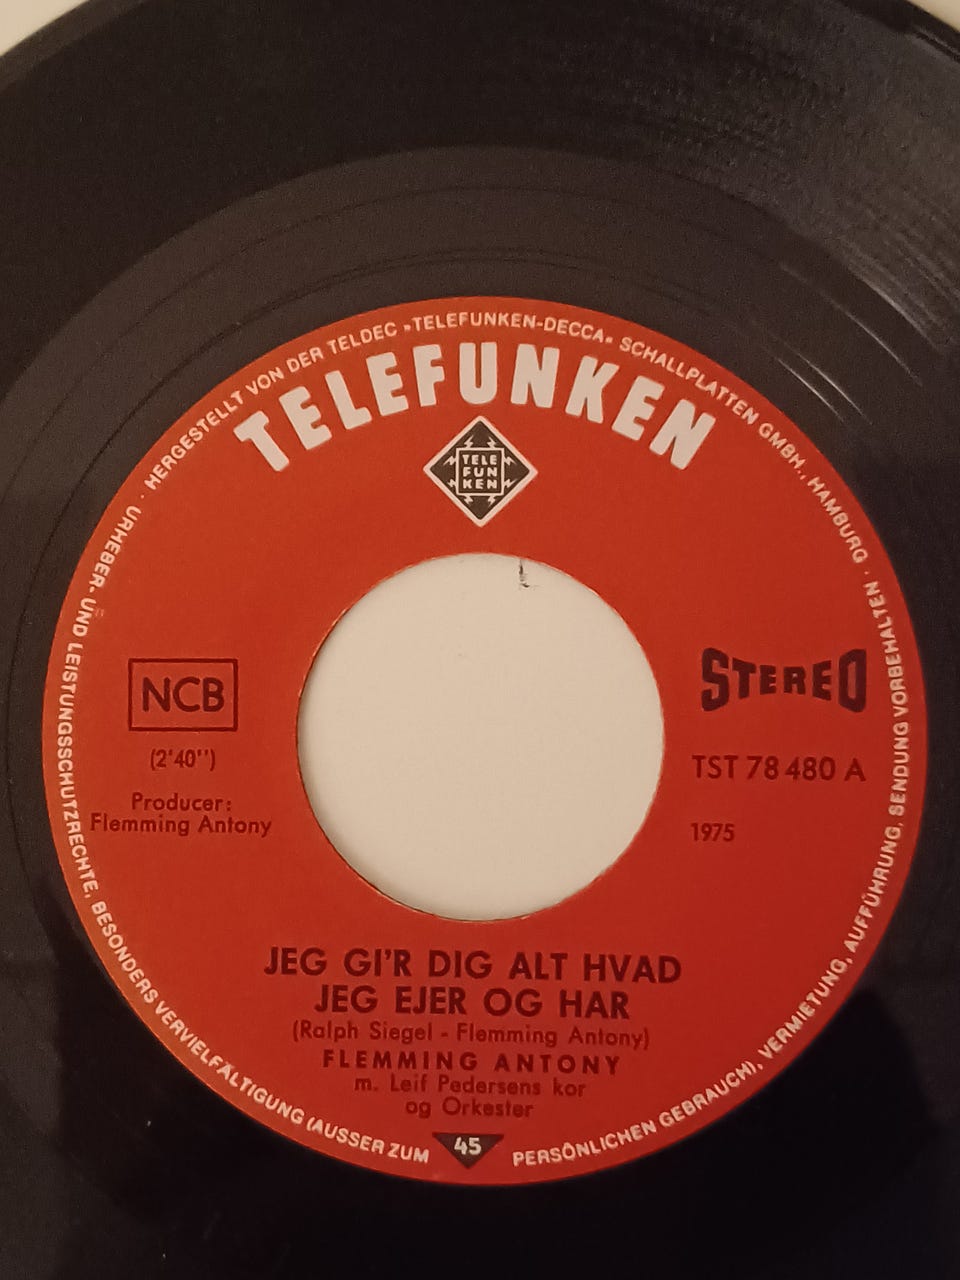 HERGESTELLT VON DER TELDEC »TELEFUNKEN-DECCA« SCHALLPLATTEN GMBH., HAMBURG · URHEBER- UND LEISTUNGSSCHUTZRECHTE, BESONDERS VERVIELFÄLTIGUNG (AUSSER ZUM PERSÖNLICHEN GEBRAUCH), VERMIETUNG, AUFFÜHRUNG, SENDUNG VORBEHALTEN ·
TELEFUNKEN
TELE
FUN
KEN
NCB
(2'40'')
Producer:
Flemming Antony
STEREO
TST 78 480 A
1975
JEG GI'R DIG ALT HVAD
JEG EJER OG HAR
(Ralph Siegel - Flemming Antony)
FLEMMING ANTONY
m. Leif Pedersens kor
og Orkester
45